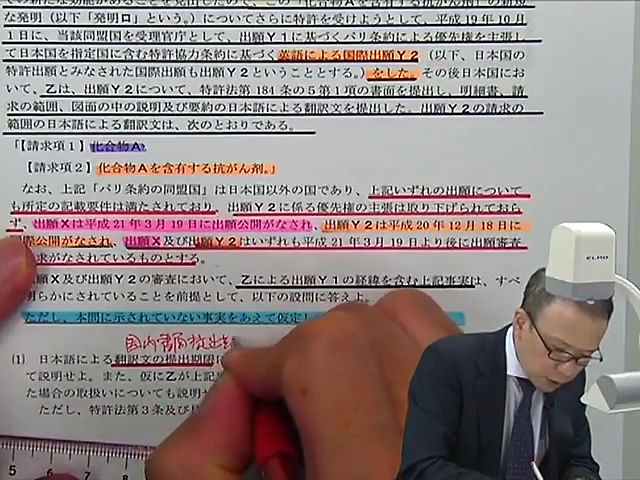 な発明(以下「発明ロ」という。)についてさらに特許を受けようとして、平成19年10月
1日に、当該同盟国を受理官庁として、出願Y1に基づくパリ条約による優先権を主張し
て日本国を指定国に含む特許協力条約に基づく英語による国際出願Y2(以下、日本国の
特許出願とみなされた国際出願も出願Y2ということとする。)をした。その後日本国にお
いて、乙は、出願Y2について、特許法第184条の5第1項の書面を提出し、明細書、請
求の範囲、図面の中の説明及び要約の日本語による翻訳文を提出した。出願Y2の請求の
範囲の日本語による翻訳文は、次のとおりである。
「【請求項1】化合物A。
【請求項2】化合物Aを含有する抗がん剤。」
なお、上記「パリ条約の同盟国」は日本国以外の国であり、上記いずれの出願について
も所定の記載要件は満たされており、出願Y2に係る優先権の主張は取り下げられておら
ず、出願Xは平成21年3月19日に出願公開がなされ、出願Y2は平成20年12月18日に
際公開がなされ、出願X及び出願Y2はいずれも平成21年3月19日より後に出願審査
求がなされているものとする。
願X及び出願Y2の審査において、乙による出願Y1の経緯を含む上記事実は、すべ
明らかにされていることを前提として、以下の設問に答えよ。
ただし、本問に示されていない事実をあえて仮定し
国内書面提出
(1) 日本語による翻訳文の提出期間
て説明せよ。また、仮に乙が上記
た場合の取扱いについても説明せ
ただし、特許法第3条及び
5 6 7 8
ELMO